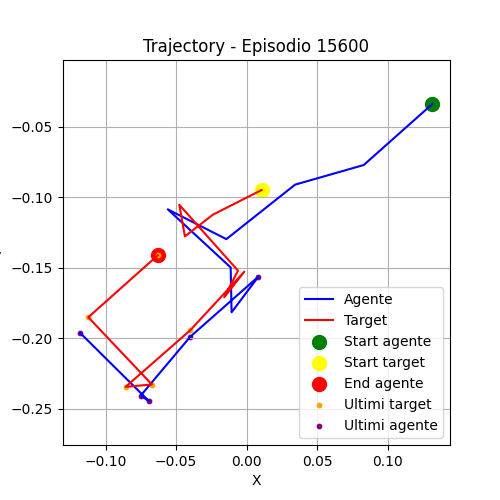 Trajectory - Episodio 15600
−0.05
−0.10
−0.15
−0.20
−0.25
−0.10
−0.05
0.00
0.05
0.10
X
Agente
Target
Start agente
Start target
End agente
Ultimi target
Ultimi agente